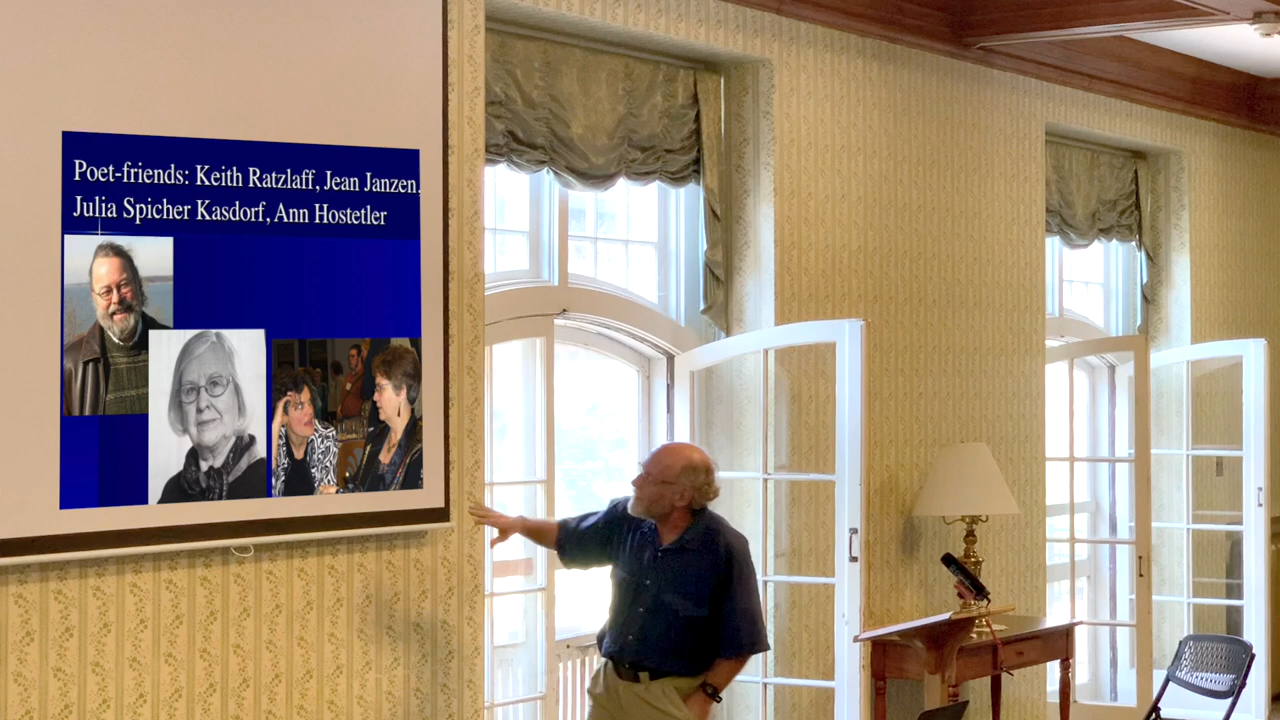 Poet-friends: Keith Ratzlaff, Jean Janzen,
Julia Spicher Kasdorf, Ann Hostetler